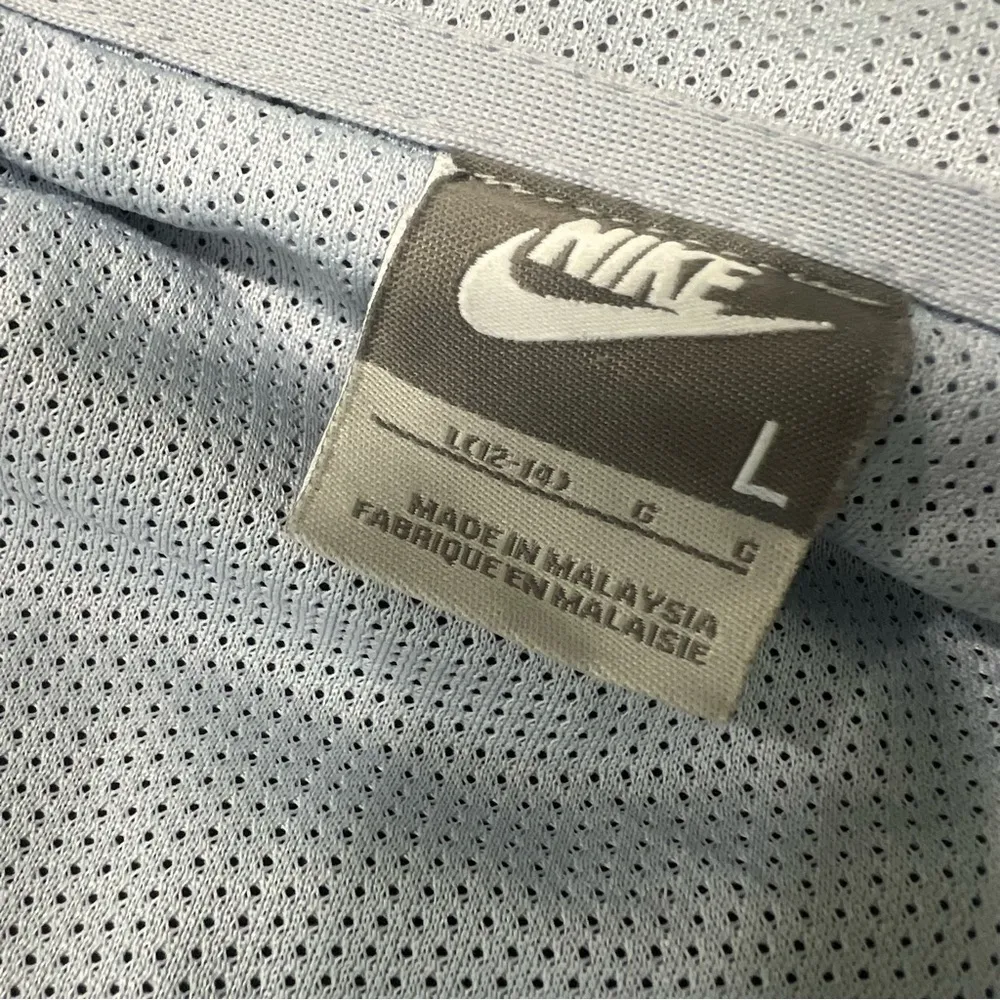 NIKE
L
L(12-14) G G
MADE IN MALAYSIA
FABRIQUE EN MALAISIE